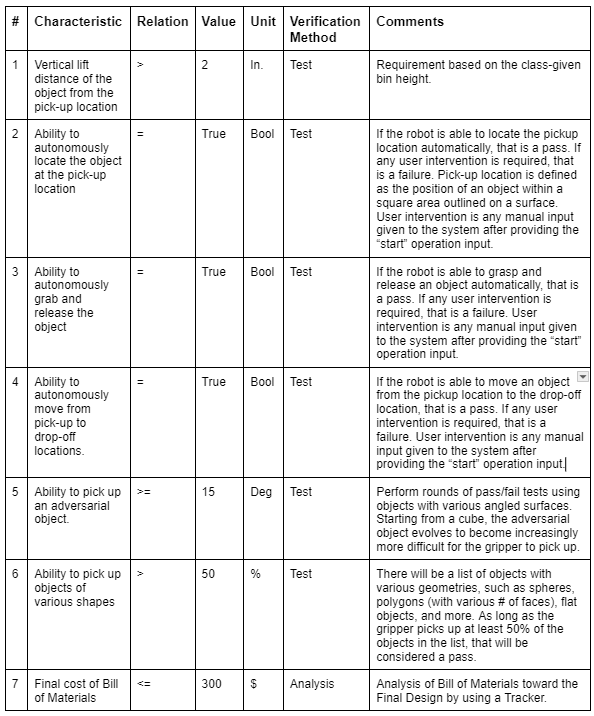 # Characteristic Relation Value Unit Verification Method Comments
1 Vertical lift distance of the object from the pick-up location > 2 In. Test Requirement based on the class-given bin height.
2 Ability to autonomously locate the object at the pick-up location = True Bool Test If the robot is able to locate the pickup location automatically, that is a pass. If any user intervention is required, that is a failure. Pick-up location is defined as the position of an object within a square area outlined on a surface. User intervention is any manual input given to the system after providing the “start” operation input.
3 Ability to autonomously grab and release the object = True Bool Test If the robot is able to grasp and release an object automatically, that is a pass. If any user intervention is required, that is a failure. User intervention is any manual input given to the system after providing the “start” operation input.
4 Ability to autonomously move from pick-up to drop-off locations. = True Bool Test If the robot is able to move an object from the pickup location to the drop-off location, that is a pass. If any user intervention is required, that is a failure. User intervention is any manual input given to the system after providing the “start” operation input.
5 Ability to pick up an adversarial object. >= 15 Deg Test Perform rounds of pass/fail tests using objects with various angled surfaces. Starting from a cube, the adversarial object evolves to become increasingly more difficult for the gripper to pick up.
6 Ability to pick up objects of various shapes > 50 % Test There will be a list of objects with various geometries, such as spheres, polygons (with various # of faces), flat objects, and more. As long as the gripper picks up at least 50% of the objects in the list, that will be considered a pass.
7 Final cost of Bill of Materials <= 300 $ Analysis Analysis of Bill of Materials toward the Final Design by using a Tracker.